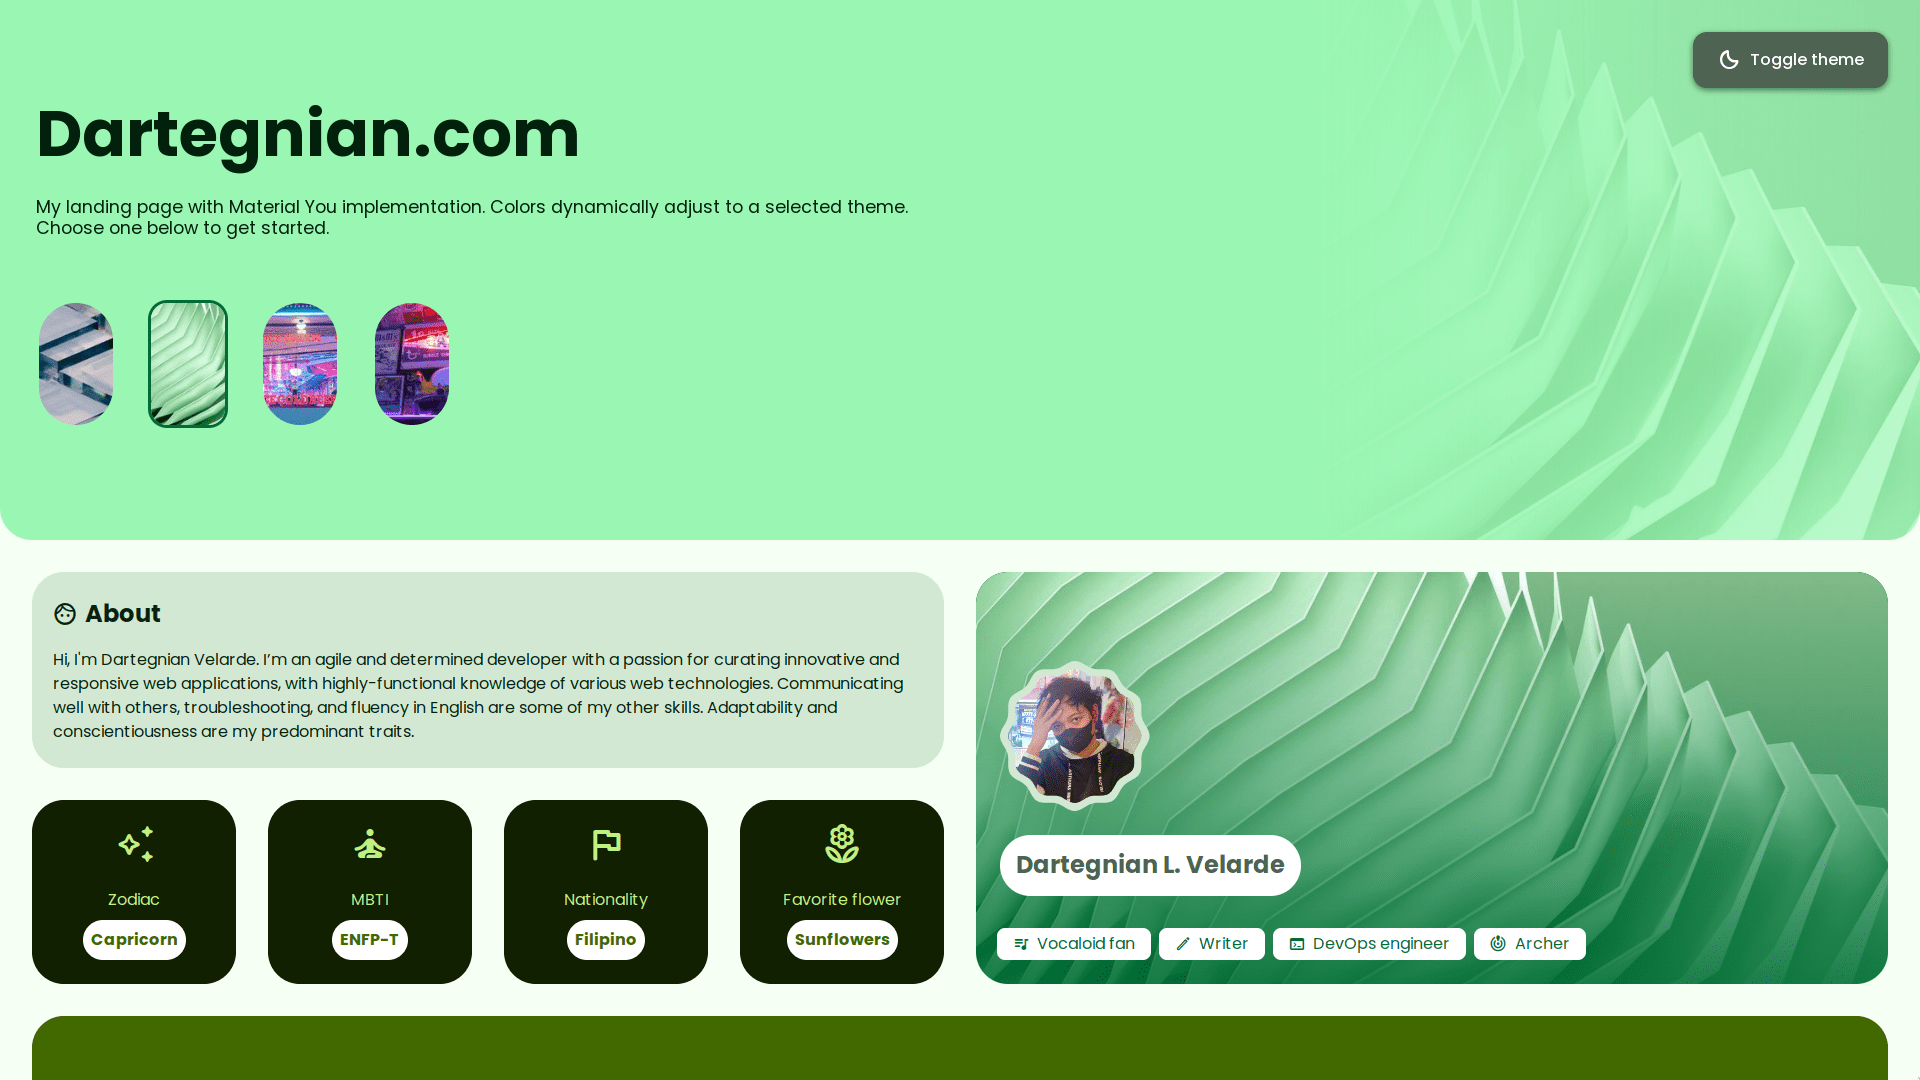 Toggle theme
Dartegnian.com
My landing page with Material You implementation. Colors dynamically adjust to a selected theme.
Choose one below to get started.
About
Hi, I'm Dartegnian Velarde. I’m an agile and determined developer with a passion for curating innovative and
responsive web applications, with highly-functional knowledge of various web technologies. Communicating
well with others, troubleshooting, and fluency in English are some of my other skills. Adaptability and
conscientiousness are my predominant traits.
Zodiac
Capricorn
MBTI
ENFP-T
Nationality
Filipino
Favorite flower
Sunflowers
Dartegnian L. Velarde
Vocaloid fan
Writer
DevOps engineer
Archer